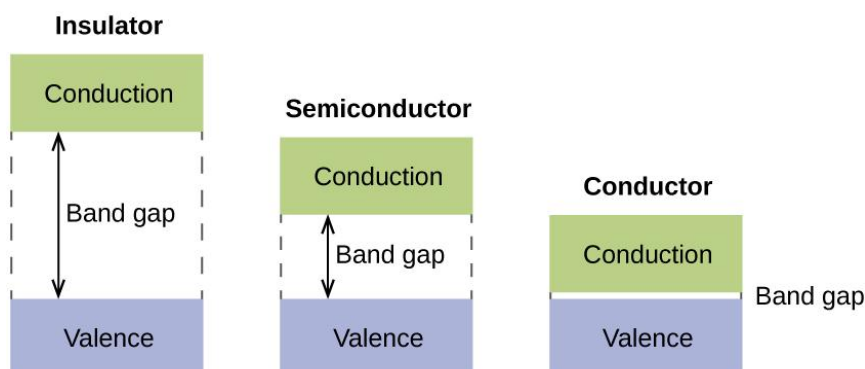 Insulator
Conduction
Band gap
Valence
Semiconductor
Conduction
Band gap
Valence
Conductor
Conduction
Band gap
Valence